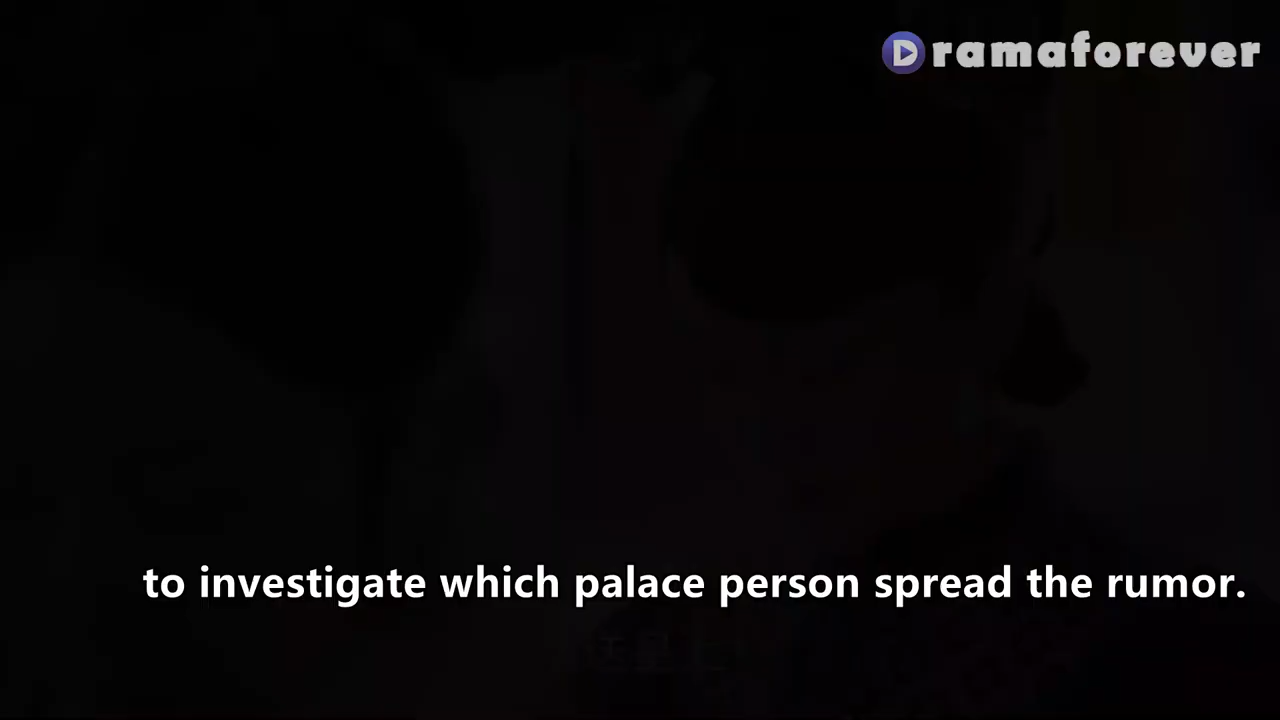 Dramaforever
to investigate which palace person spread the rumor.